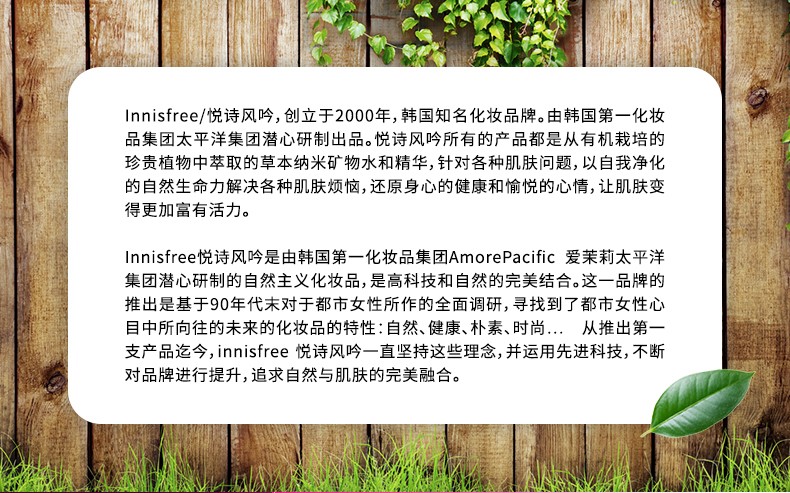 Innisfree/悦诗风吟，创立于2000年，韩国知名化妆品牌。由韩国第一化妆
品集团太平洋集团潜心研制出品。悦诗风吟所有的产品都是从有机栽培的
珍贵植物中萃取的草本纳米矿物水和精华，针对各种肌肤问题，以自我净化
的自然生命力解决各种肌肤烦恼，还原身心的健康和愉悦的心情，让肌肤变
得更加富有活力。
Innisfree悦诗风吟是由韩国第一化妆品集团AmorePacific 爱茉莉太平洋
集团潜心研制的自然主义化妆品，是高科技和自然的完美结合。这一品牌的
推出是基于90年代末对于都市女性所作的全面调研，寻找到了都市女性心
目中所向往的未来的化妆品的特性：自然、健康、朴素、时尚… 从推出第一
支产品迄今，innisfree 悦诗风吟一直坚持这些理念，并运用先进科技，不断
对品牌进行提升，追求自然与肌肤的完美融合。